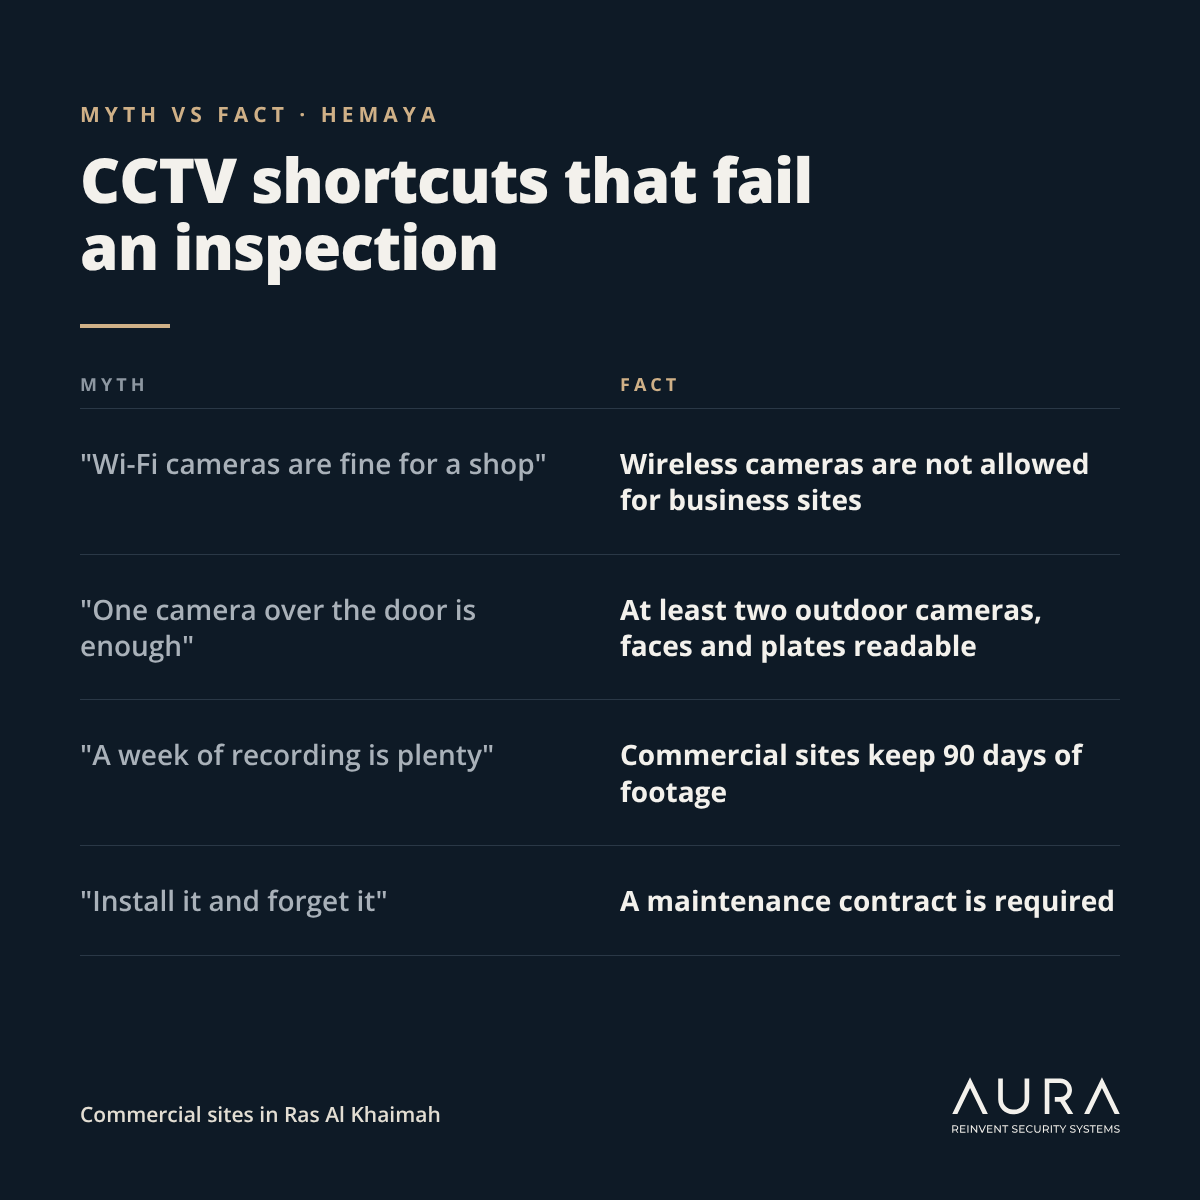 MYTH VS FACT · HEMAYA
CCTV shortcuts that fail
an inspection
MYTH
FACT
"Wi-Fi cameras are fine for a shop"
Wireless cameras are not allowed
for business sites
"One camera over the door is
enough"
At least two outdoor cameras,
faces and plates readable
"A week of recording is plenty"
Commercial sites keep 90 days of
footage
"Install it and forget it"
A maintenance contract is required
Commercial sites in Ras Al Khaimah
AURA
REINVENT SECURITY SYSTEMS